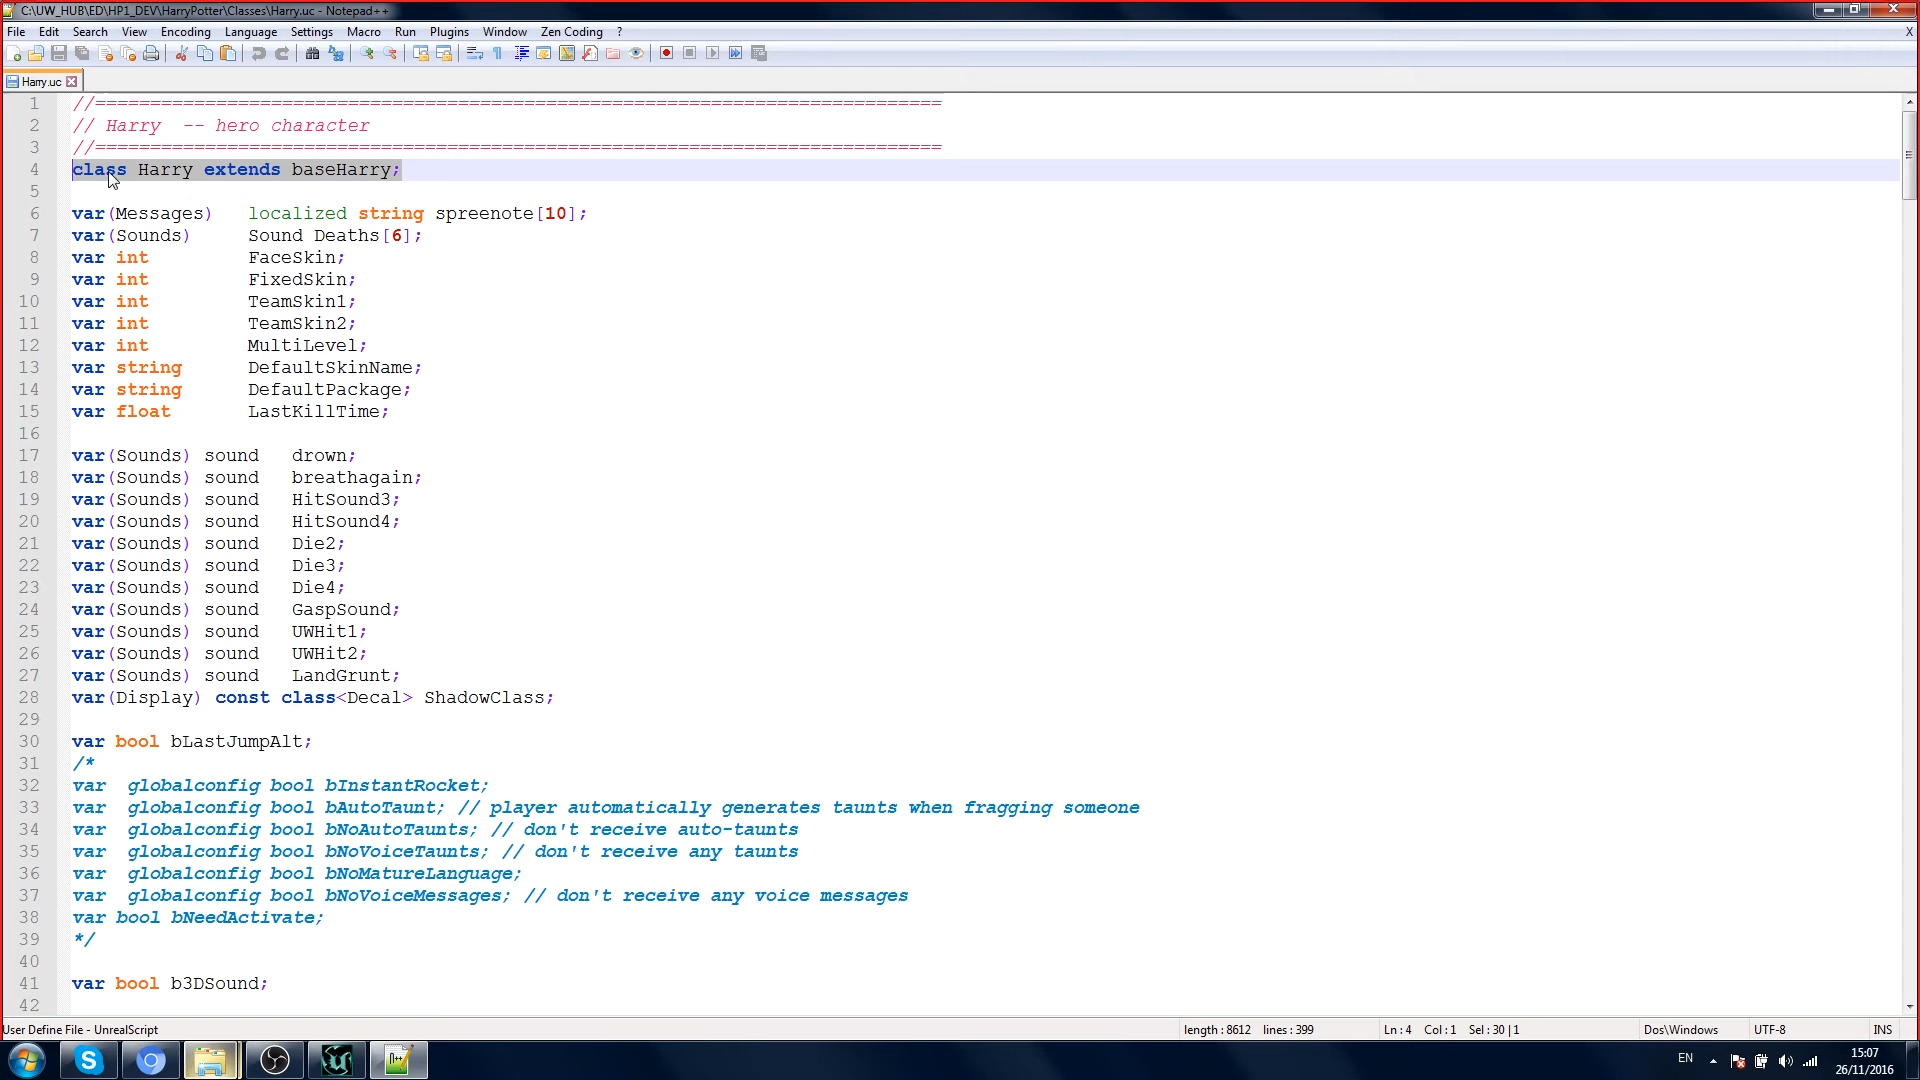 C:\UW_HUB\ED\HP1_DEV\HarryPotter\Classes\Harry.uc - Notepad++
File Edit Search View Encoding Language Settings Macro Run Plugins Window Zen Coding ? X
Harry.uc
1 //=============================================================================
2 // Harry  -- hero character
3 //=============================================================================
4 class Harry extends baseHarry;
5
6 var(Messages)   localized string spreenote[10];
7 var(Sounds)     Sound Deaths[6];
8 var int         FaceSkin;
9 var int         FixedSkin;
10 var int         TeamSkin1;
11 var int         TeamSkin2;
12 var int         MultiLevel;
13 var string      DefaultSkinName;
14 var string      DefaultPackage;
15 var float       LastKillTime;
16
17 var(Sounds) sound   drown;
18 var(Sounds) sound   breathagain;
19 var(Sounds) sound   HitSound3;
20 var(Sounds) sound   HitSound4;
21 var(Sounds) sound   Die2;
22 var(Sounds) sound   Die3;
23 var(Sounds) sound   Die4;
24 var(Sounds) sound   GaspSound;
25 var(Sounds) sound   UWHit1;
26 var(Sounds) sound   UWHit2;
27 var(Sounds) sound   LandGrunt;
28 var(Display) const class<Decal> ShadowClass;
29
30 var bool bLastJumpAlt;
31 /*
32 var  globalconfig bool bInstantRocket;
33 var  globalconfig bool bAutoTaunt; // player automatically generates taunts when fragging someone
34 var  globalconfig bool bNoAutoTaunts; // don't receive auto-taunts
35 var  globalconfig bool bNoVoiceTaunts; // don't receive any taunts
36 var  globalconfig bool bNoMatureLanguage;
37 var  globalconfig bool bNoVoiceMessages; // don't receive any voice messages
38 var bool bNeedActivate;
39 */
40
41 var bool b3DSound;
42
User Define File - UnrealScript length : 8612 lines : 399 Ln : 4 Col : 1 Sel : 30 | 1 Dos\Windows UTF-8 INS
EN 15:07
26/11/2016